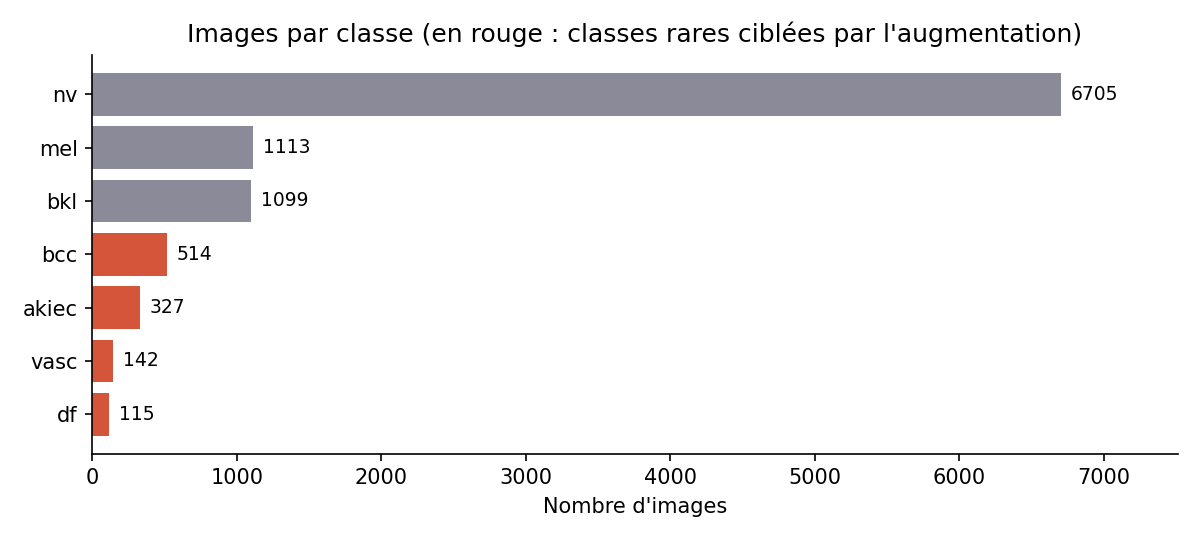 Images par classe (en rouge : classes rares ciblées par l'augmentation)
nv 6705
mel 1113
bkl 1099
bcc 514
akiec 327
vasc 142
df 115
0 1000 2000 3000 4000 5000 6000 7000
Nombre d'images